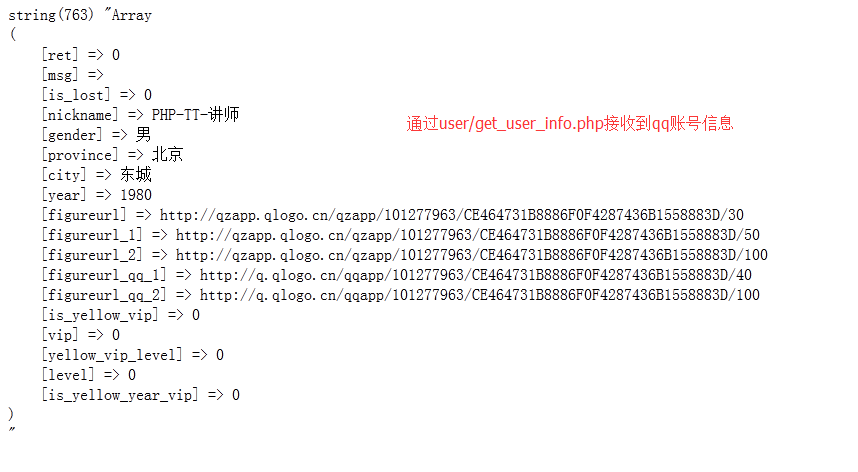 string(763) "Array
(
[ret] => 0
[msg] =>
[is_lost] => 0
[nickname] => PHP-TT-讲师
通过user/get_user_info.php接收到qq账号信息
[gender] => 男
[province] => 北京
[city] => 东城
[year] => 1980
[figureurl] => http://qzapp.qlogo.cn/qzapp/101277963/CE464731B8886F0F4287436B1558883D/30
[figureurl_1] => http://qzapp.qlogo.cn/qzapp/101277963/CE464731B8886F0F4287436B1558883D/50
[figureurl_2] => http://qzapp.qlogo.cn/qzapp/101277963/CE464731B8886F0F4287436B1558883D/100
[figureurl_qq_1] => http://q.qlogo.cn/qqapp/101277963/CE464731B8886F0F4287436B1558883D/40
[figureurl_qq_2] => http://q.qlogo.cn/qqapp/101277963/CE464731B8886F0F4287436B1558883D/100
[is_yellow_vip] => 0
[vip] => 0
[yellow_vip_level] => 0
[level] => 0
[is_yellow_year_vip] => 0
)
"